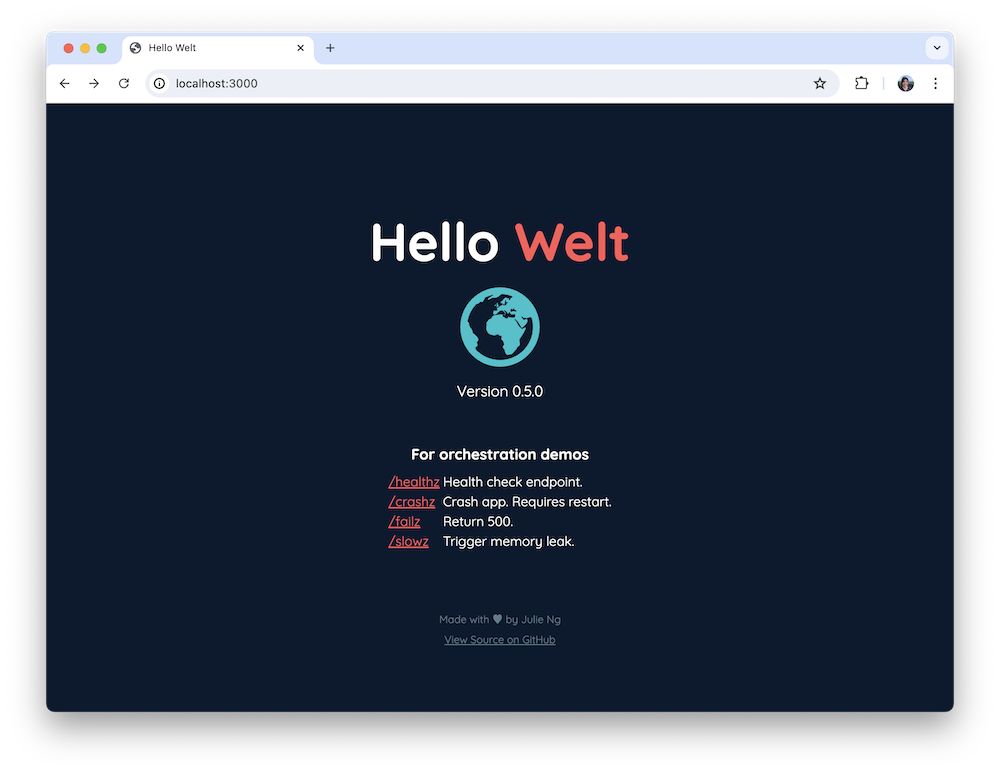 Hello Welt
localhost:3000
Hello Welt
Version 0.5.0
For orchestration demos
/healthz Health check endpoint.
/crashz Crash app. Requires restart.
/failz Return 500.
/slowz Trigger memory leak.
Made with ♥ by Julie Ng
View Source on GitHub